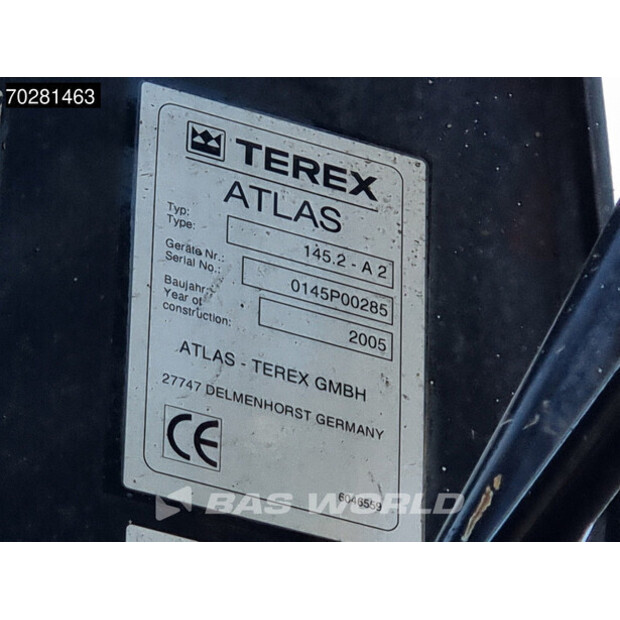 70281463
TEREX
ATLAS
Typ:
Type:
145.2 - A 2
Geräte Nr.:
Serial No.:
0145P00285
Baujahr:
Year of
construction:
2005
ATLAS - TEREX GMBH
27747 DELMENHORST GERMANY
CE
6046559
BAS WORLD